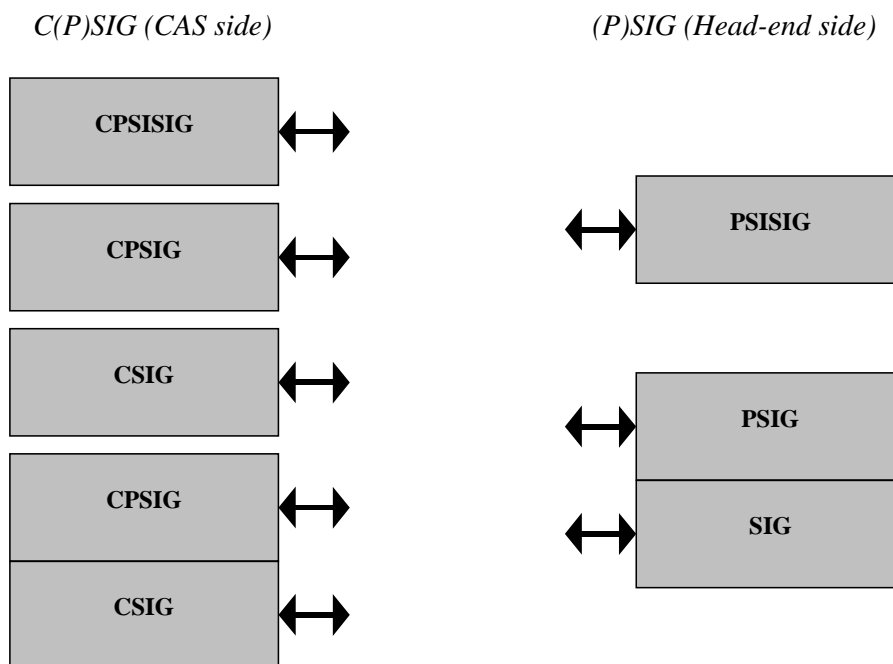 C(P)SIG (CAS side)
(P)SIG (Head-end side)
CPSISIG
CPSIG
CSIG
CPSIG
CSIG
PSISIG
PSIG
SIG